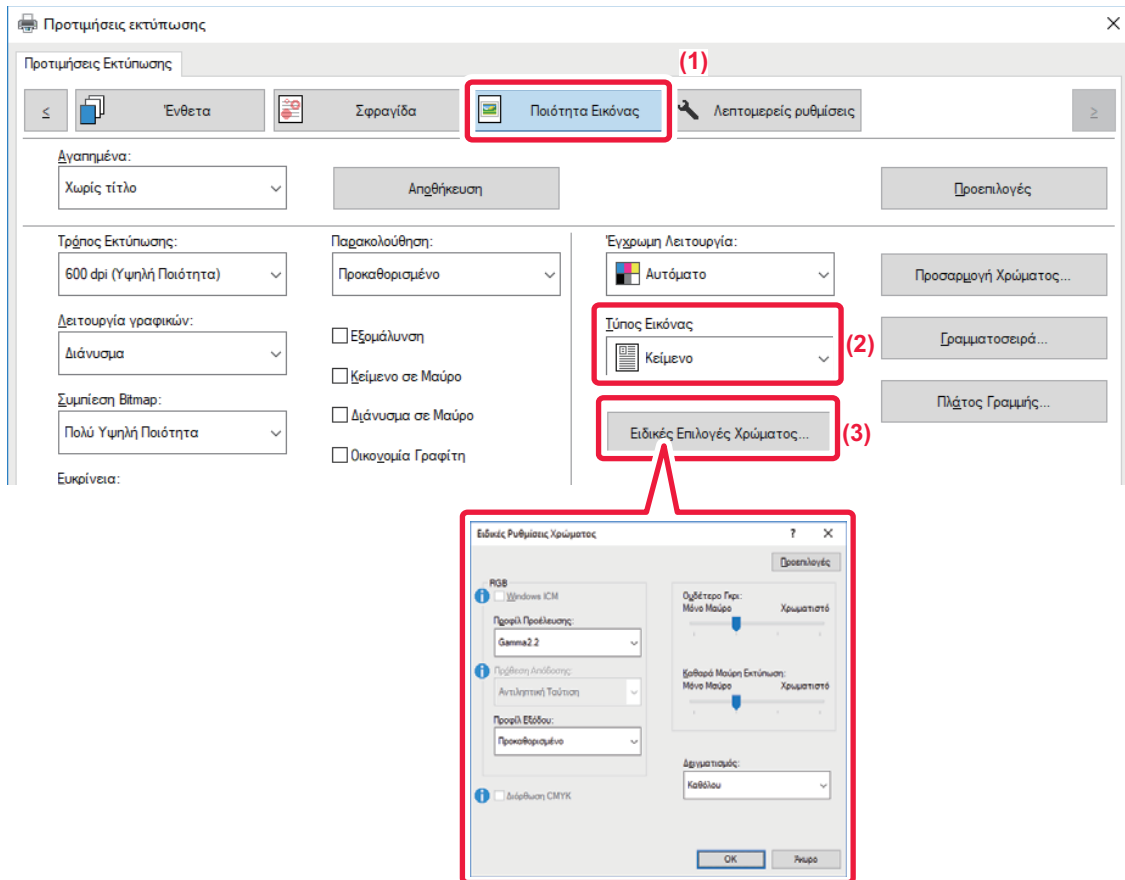 Προτιμήσεις εκτύπωσης
Προτιμήσεις Εκτύπωσης
(1)
<
Ένθετα
Σφραγίδα
Ποιότητα Εικόνας
Λεπτομερείς ρυθμίσεις
>
Αγαπημένα:
Χωρίς τίτλο
Αποθήκευση
Προεπιλογές
Τρόπος Εκτύπωσης:
600 dpi (Υψηλή Ποιότητα)
Λειτουργία γραφικών:
Διάνυσμα
Συμπίεση Bitmap:
Πολύ Υψηλή Ποιότητα
Ευκρίνεια:
Παρακολούθηση:
Προκαθορισμένο
Εξομάλυνση
Κείμενο σε Μαύρο
Διάνυσμα σε Μαύρο
Οικονομία Γραφίτη
Έγχρωμη Λειτουργία:
Αυτόματο
Τύπος Εικόνας
Κείμενο
(2)
Ειδικές Επιλογές Χρώματος...
(3)
Προσαρμογή Χρώματος...
Γραμματοσειρά...
Πλάτος Γραμμής...
Ειδικές Ρυθμίσεις Χρώματος
?
Προεπιλογές
RGB
Windows ICM
Προφίλ Προέλευσης:
Gamma2.2
Πρόθεση Απόδοσης:
Αντιληπτική Ταύτιση
Προφίλ Εξόδου:
Προκαθορισμένο
Διόρθωση CMYK
Ουδέτερο Γκρι:
Μόνο Μαύρο Χρωματιστό
Καθαρά Μαύρη Εκτύπωση:
Μόνο Μαύρο Χρωματιστό
Δειγματισμός:
Καθόλου
OK
Άκυρο